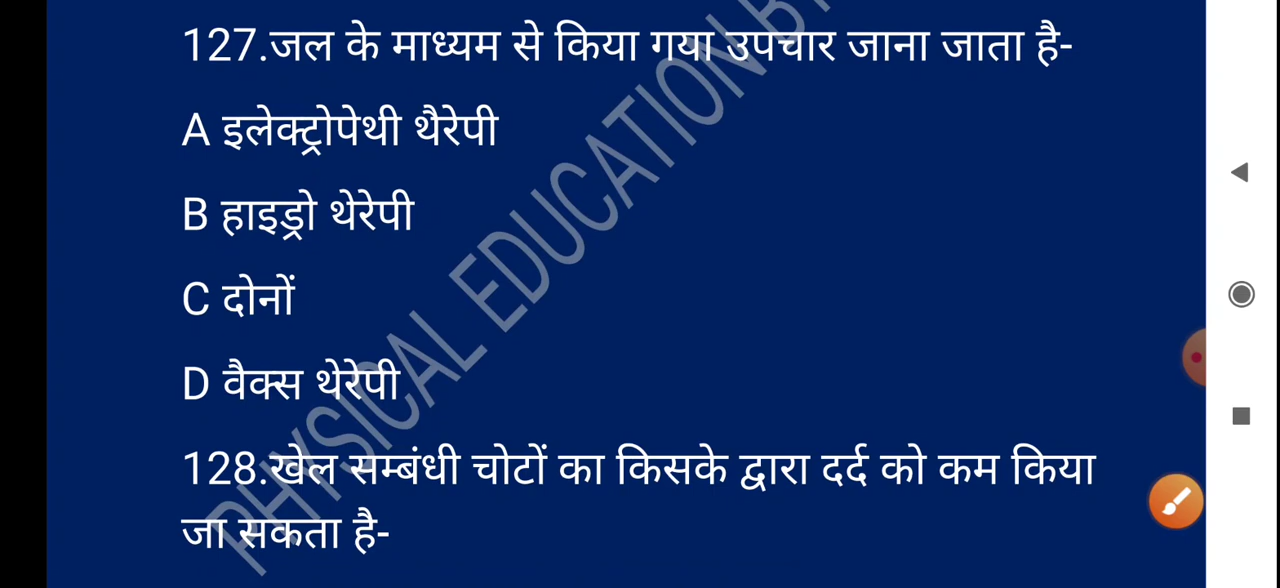 127.जल के माध्यम से किया गया उपचार जाना जाता है-
A इलेक्ट्रोपेथी थैरेपी
B हाइड्रो थेरेपी
C दोनों
D वैक्स थेरेपी
128.खेल सम्बंधी चोटों का किसके द्वारा दर्द को कम किया
जा सकता है-
PHYSICAL EDUCATION